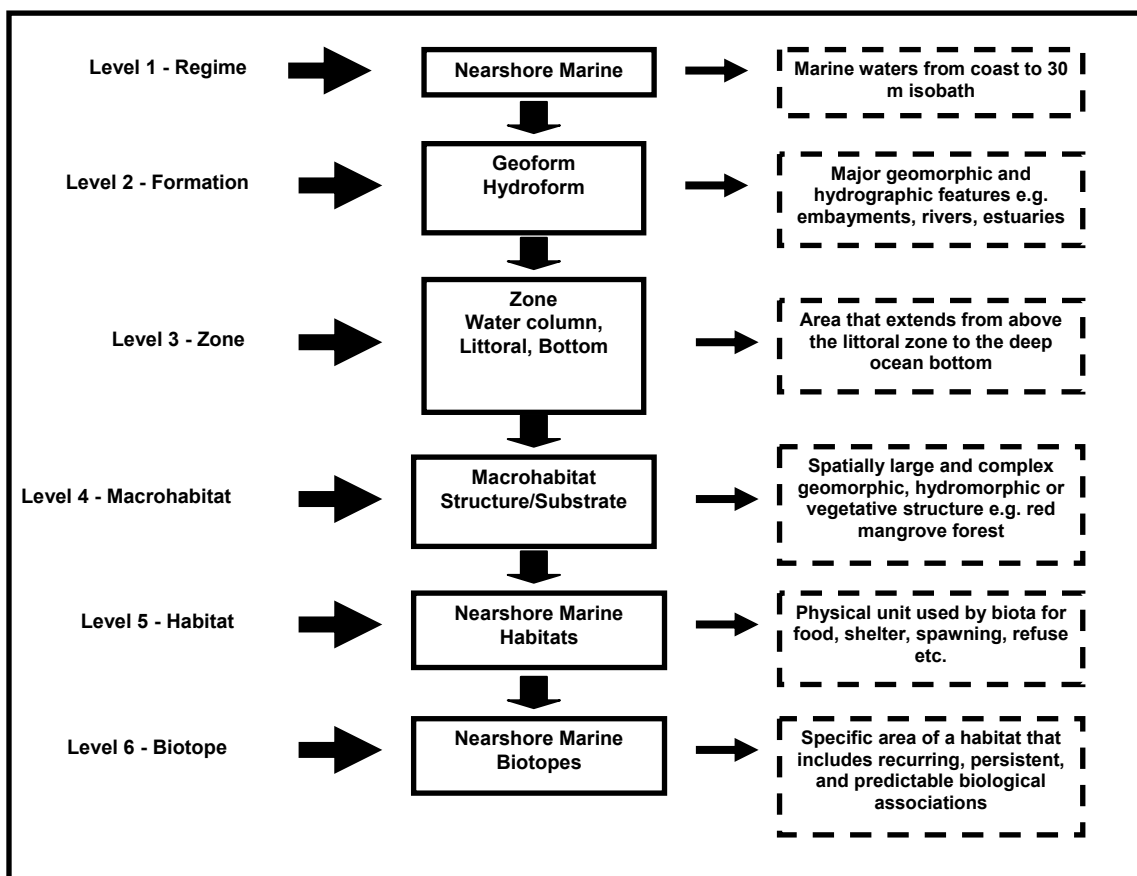 Level 1 - Regime
Nearshore Marine
Marine waters from coast to 30
m isobath
Level 2 - Formation
Geoform
Hydroform
Major geomorphic and
hydrographic features e.g.
embayments, rivers, estuaries
Level 3 - Zone
Zone
Water column,
Littoral, Bottom
Area that extends from above
the littoral zone to the deep
ocean bottom
Level 4 - Macrohabitat
Macrohabitat
Structure/Substrate
Spatially large and complex
geomorphic, hydromorphic or
vegetative structure e.g. red
mangrove forest
Level 5 - Habitat
Nearshore Marine
Habitats
Physical unit used by biota for
food, shelter, spawning, refuse
etc.
Level 6 - Biotope
Nearshore Marine
Biotopes
Specific area of a habitat that
includes recurring, persistent,
and predictable biological
associations